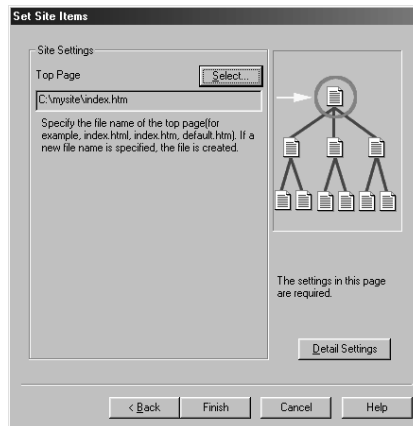 Set Site Items
Site Settings
Top Page
Select...
C:\mysite\index.htm
Specify the file name of the top page(for
example, index.html, index.htm, default.htm). If a
new file name is specified, the file is created.
The settings in this page
are required.
Detail Settings
< Back
Finish
Cancel
Help